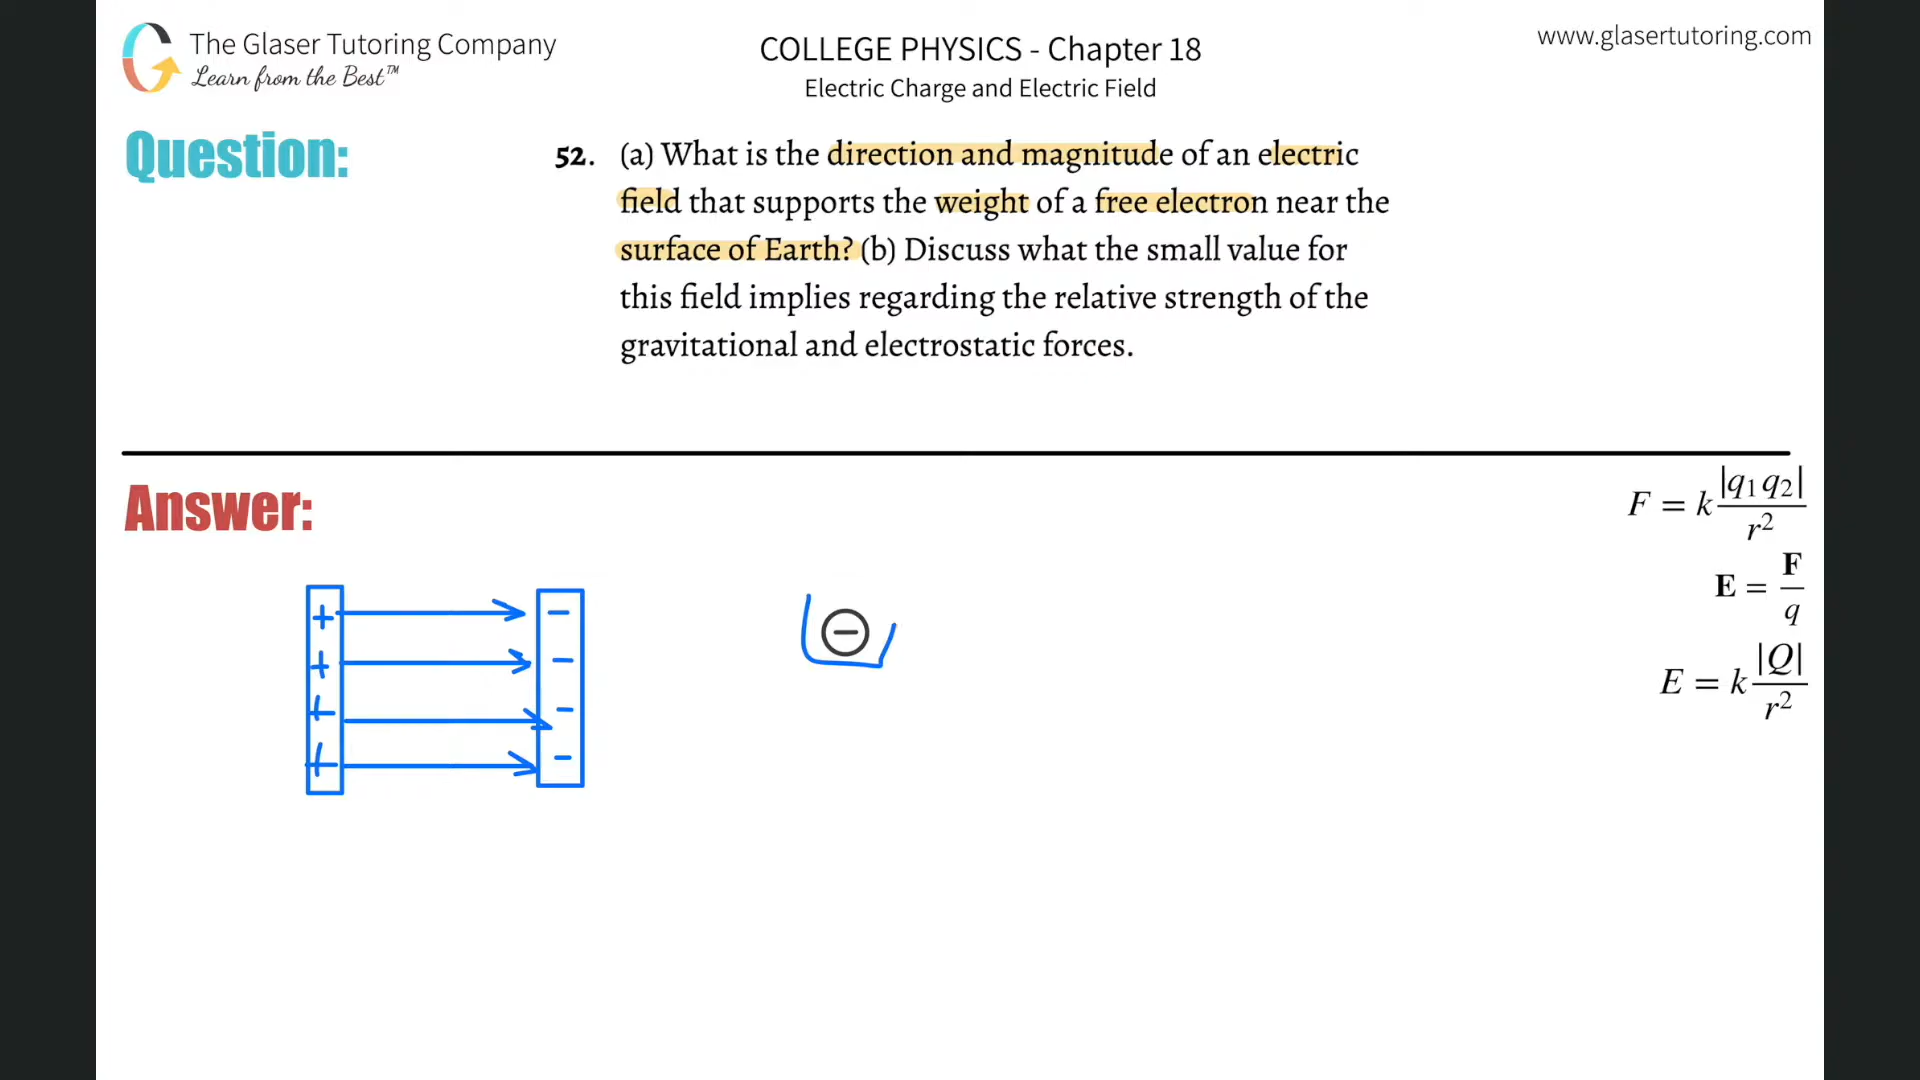 The Glaser Tutoring Company
Learn from the Best™
COLLEGE PHYSICS - Chapter 18
Electric Charge and Electric Field
www.glasertutoring.com
Question:
52. (a) What is the direction and magnitude of an electric
field that supports the weight of a free electron near the
surface of Earth? (b) Discuss what the small value for
this field implies regarding the relative strength of the
gravitational and electrostatic forces.
Answer:
F = k |q₁q₂| / r²
E = F / q
E = k |Q| / r²
+ −
+ −
+ −
+ −
−